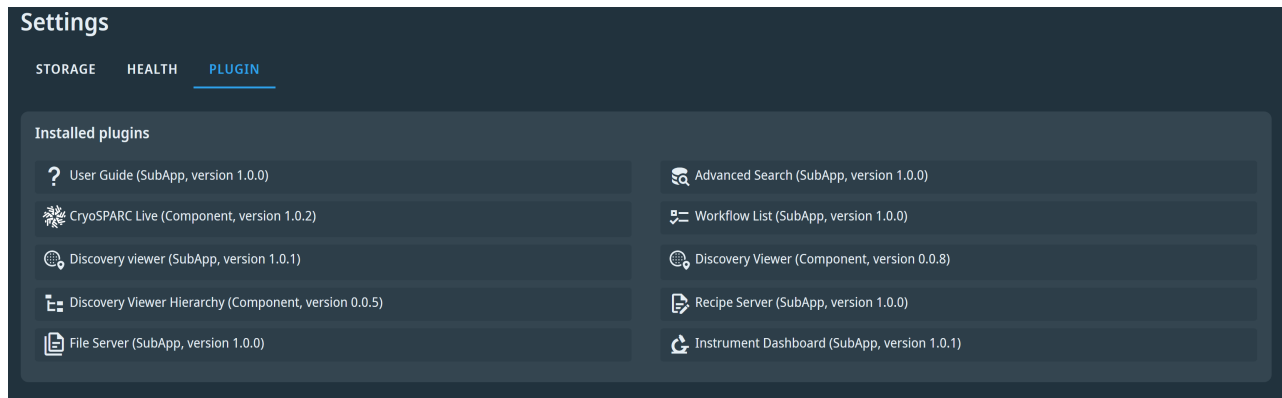 Settings
STORAGE HEALTH PLUGIN
Installed plugins
User Guide (SubApp, version 1.0.0)
Advanced Search (SubApp, version 1.0.0)
CryoSPARC Live (Component, version 1.0.2)
Workflow List (SubApp, version 1.0.0)
Discovery viewer (SubApp, version 1.0.1)
Discovery Viewer (Component, version 0.0.8)
Discovery Viewer Hierarchy (Component, version 0.0.5)
Recipe Server (SubApp, version 1.0.0)
File Server (SubApp, version 1.0.0)
Instrument Dashboard (SubApp, version 1.0.1)